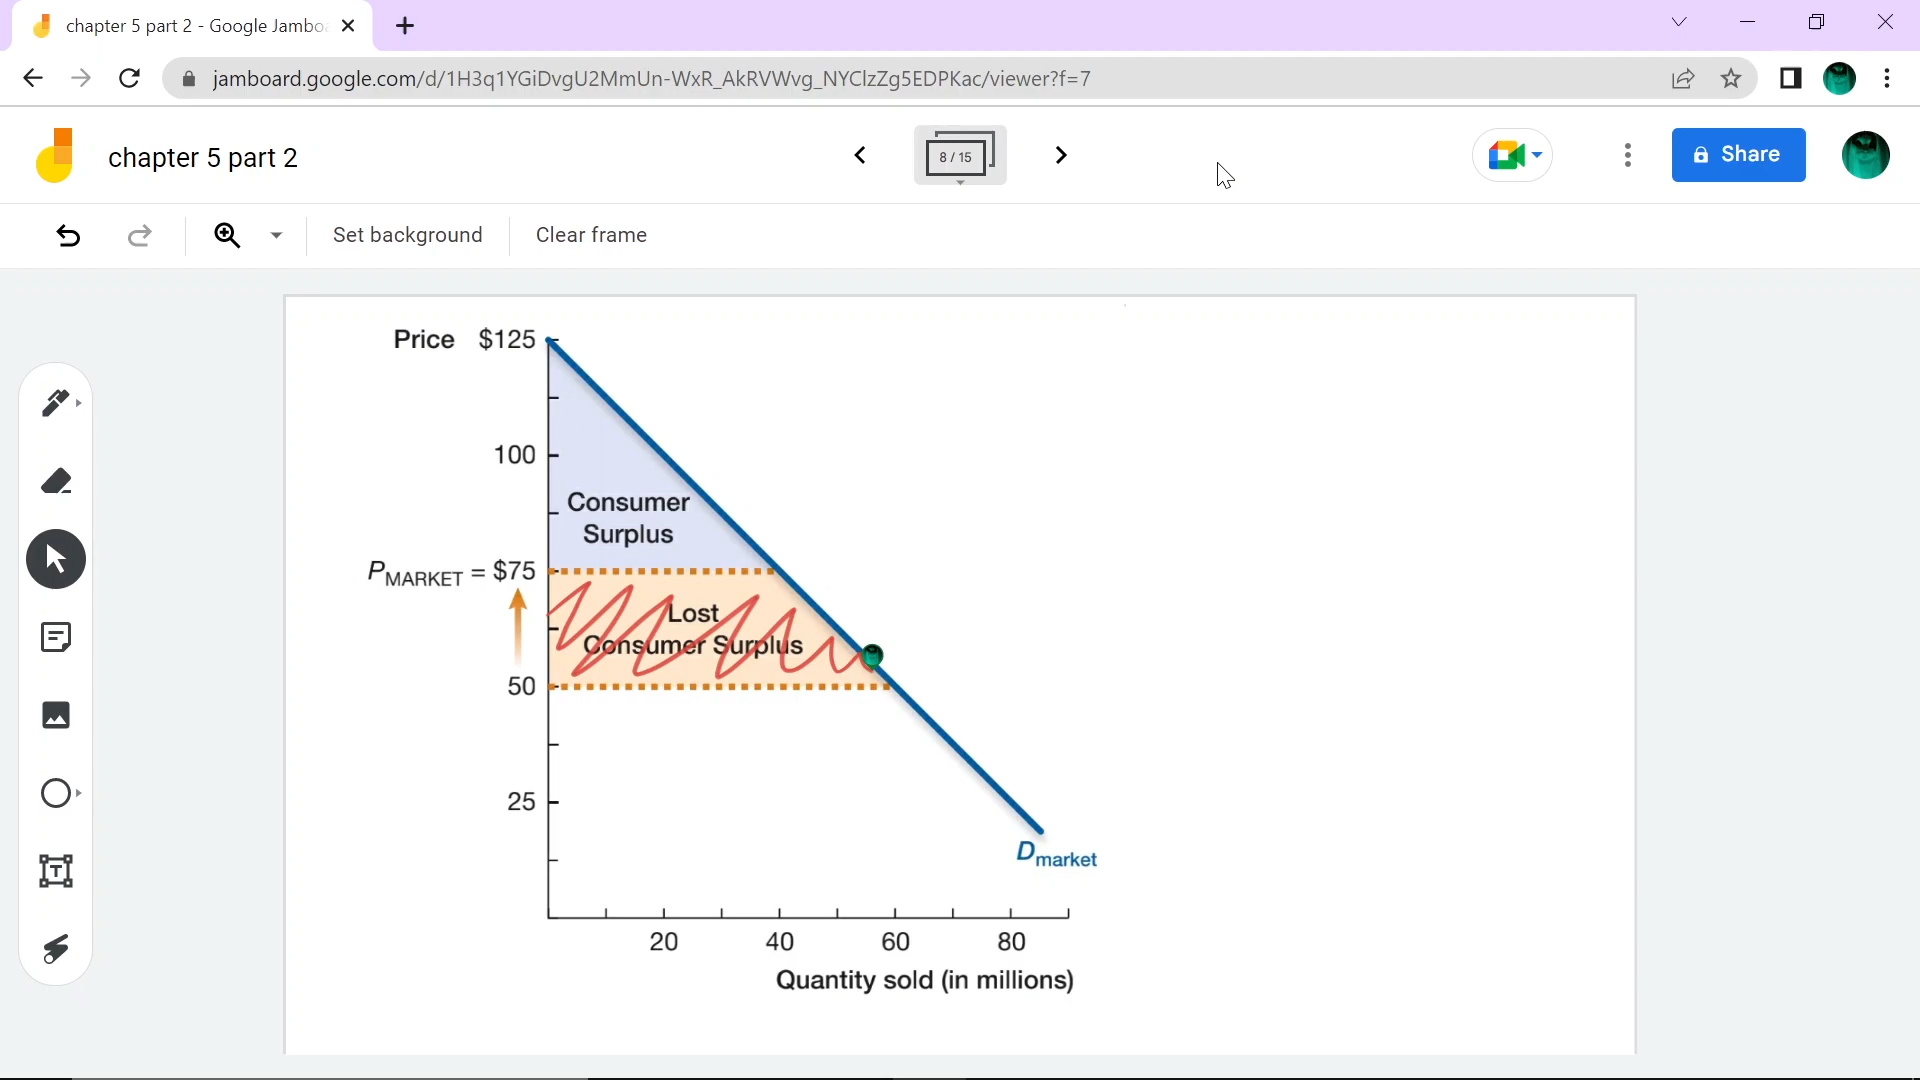 chapter 5 part 2 - Google Jambo
jamboard.google.com/d/1H3q1YGiDvgU2MmUn-WxR_AkRVWvg_NYClzZg5EDPKac/viewer?f=7
chapter 5 part 2
8 / 15
Share
Set background
Clear frame
Price $125
100
Consumer
Surplus
PMARKET = $75
Lost
Consumer Surplus
50
25
Dmarket
20 40 60 80
Quantity sold (in millions)